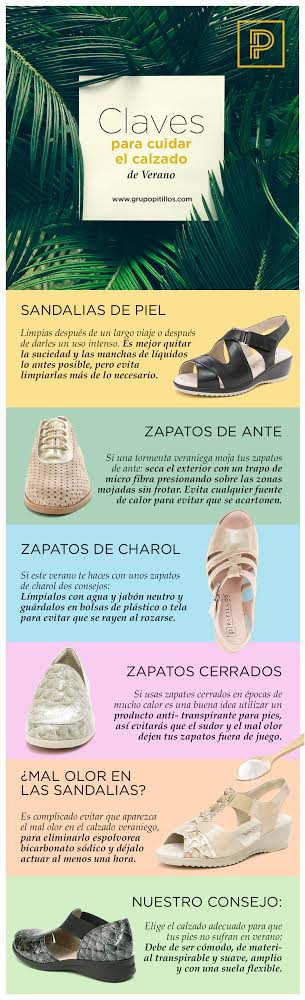 P
Claves
para cuidar
el calzado
de Verano
www.grupopitillos.com
SANDALIAS DE PIEL
Limpias después de un largo viaje o después
de darles un uso intenso. Es mejor quitar
la suciedad y las manchas de líquidos
lo antes posible, pero evita
limpiarlas más de lo necesario.
ZAPATOS DE ANTE
Si una tormenta veraniega moja tus zapatos
de ante: seca el exterior con un trapo de
micro fibra presionando sobre las zonas
mojadas sin frotar. Evita cualquier fuente
de calor para evitar que se acartonen.
ZAPATOS DE CHAROL
Si este verano te haces con unos zapatos
de charol dos consejos:
Límpialos con agua y jabón neutro y
guárdalos en bolsas de plástico o tela
para evitar que se rayen al rozarse.
PITILLOS
ZAPATOS CERRADOS
Si usas zapatos cerrados en épocas de
mucho calor es una buena idea utilizar un
producto anti- transpirante para pies,
así evitarás que el sudor y el mal olor
dejen tus zapatos fuera de juego.
¿MAL OLOR EN
LAS SANDALIAS?
Es complicado evitar que aparezca
el mal olor en el calzado veraniego,
para eliminarlo espolvorea
bicarbonato sódico y déjalo
actuar al menos una hora.
NUESTRO CONSEJO:
Elige el calzado adecuado para que
tus pies no sufran en verano:
Debe de ser cómodo, de materi-
al transpirable y suave, amplio
y con una suela flexible.